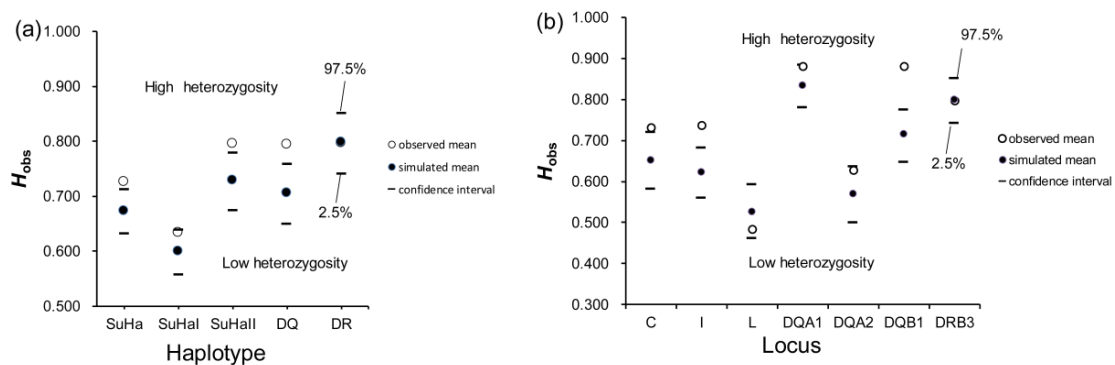 (a)
1.000
0.900
0.800
0.700
0.600
0.500
Hobs
High heterozygosity
97.5%
2.5%
Low heterozygosity
observed mean
simulated mean
confidence interval
SuHa SuHaI SuHaII DQ DR
Haplotype
(b)
1.000
0.900
0.800
0.700
0.600
0.500
0.400
0.300
Hobs
High heterozygosity
97.5%
2.5%
Low heterozygosity
observed mean
simulated mean
confidence interval
C I L DQA1 DQA2 DQB1 DRB3
Locus